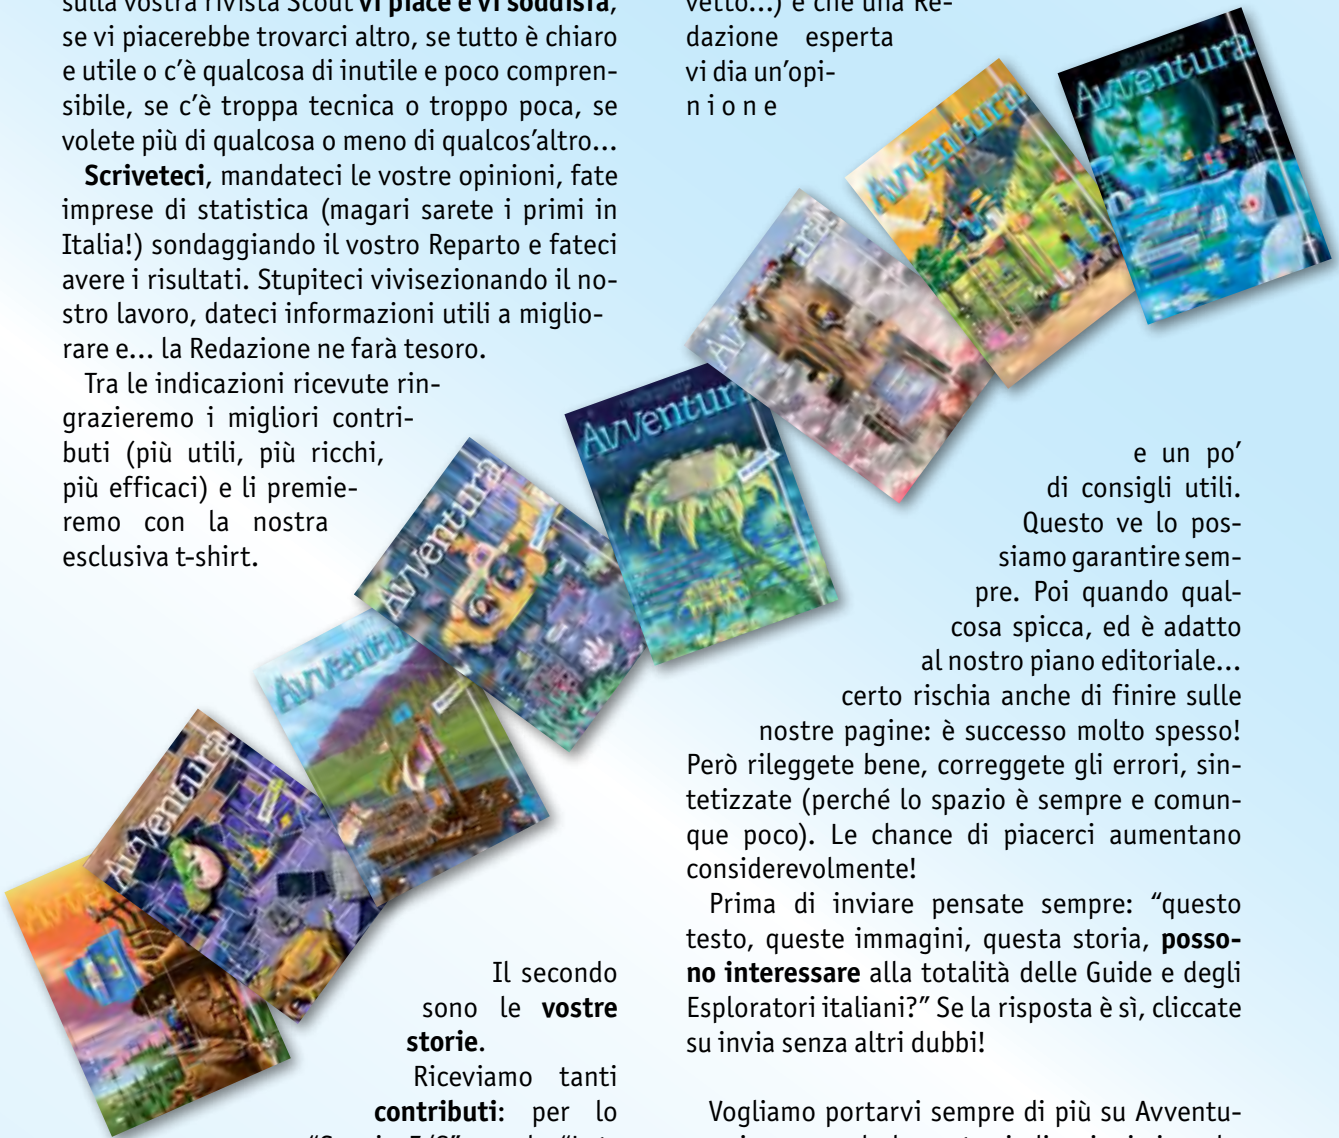 sulla vostra rivista Scout vi piace e vi soddisfa,
se vi piacerebbe trovarci altro, se tutto è chiaro
e utile o c'è qualcosa di inutile e poco compren-
sibile, se c'è troppa tecnica o troppo poca, se
volete più di qualcosa o meno di qualcos'altro...
Scriveteci, mandateci le vostre opinioni, fate
imprese di statistica (magari sarete i primi in
Italia!) sondaggiando il vostro Reparto e fateci
avere i risultati. Stupiteci vivisezionando il no-
stro lavoro, dateci informazioni utili a miglio-
rare e... la Redazione ne farà tesoro.
Tra le indicazioni ricevute rin-
grazieremo i migliori contri-
buti (più utili, più ricchi,
più efficaci) e li premie-
remo con la nostra
esclusiva t-shirt.
Avventura
Avventura
Avventura
Avventura
Avventura
Avventura
Avventura
Avventura
Il secondo
sono le vostre
storie.
Riceviamo tanti
contributi: per lo
vetto...) e che una Re-
dazione esperta
vi dia un'opi-
nione
e un po'
di consigli utili.
Questo ve lo pos-
siamo garantire sem-
pre. Poi quando qual-
cosa spicca, ed è adatto
al nostro piano editoriale...
certo rischia anche di finire sulle
nostre pagine: è successo molto spesso!
Però rileggete bene, correggete gli errori, sin-
tetizzate (perché lo spazio è sempre e comun-
que poco). Le chance di piacerci aumentano
considerevolmente!
Prima di inviare pensate sempre: "questo
testo, queste immagini, questa storia, posso-
no interessare alla totalità delle Guide e degli
Esploratori italiani?" Se la risposta è sì, cliccate
su invia senza altri dubbi!
Vogliamo portarvi sempre di più su Avventu-